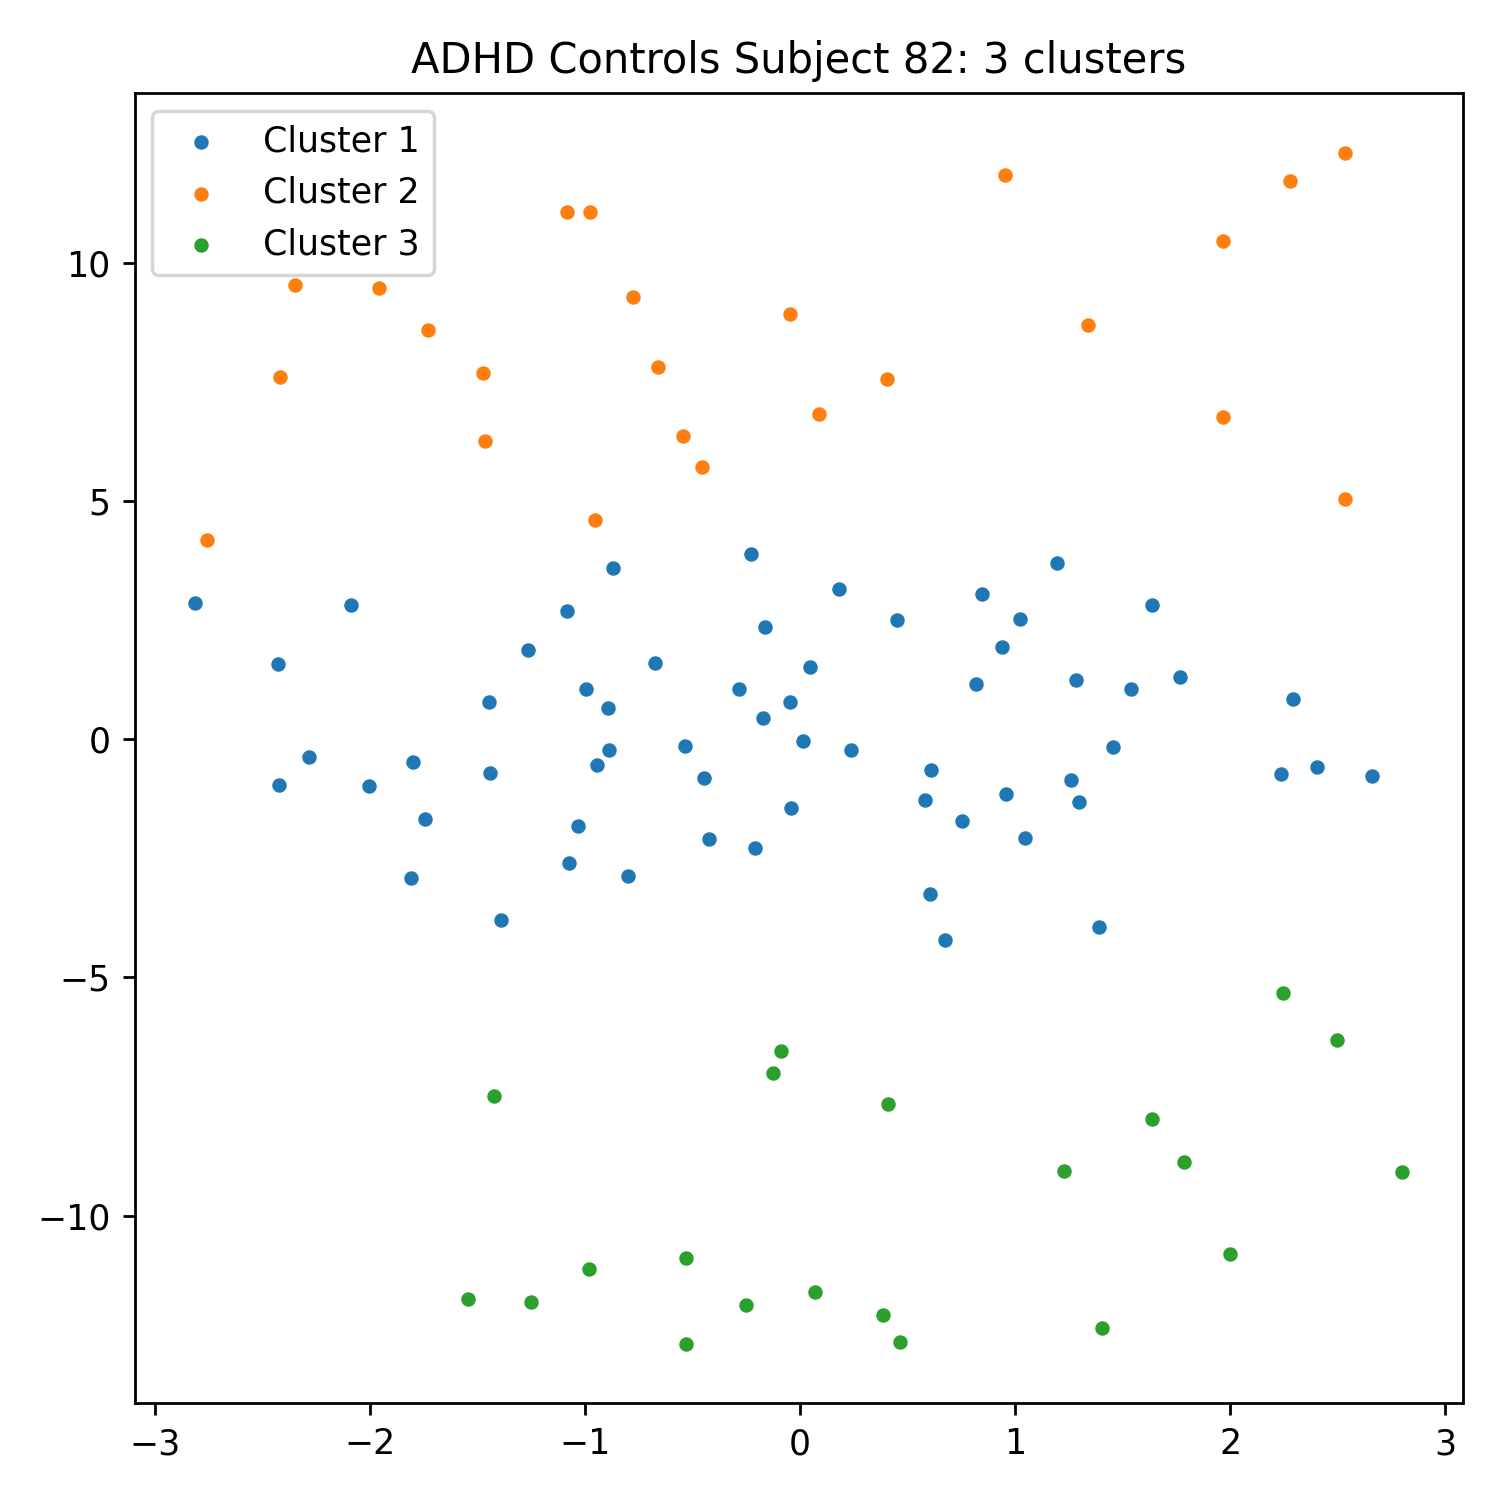 ADHD Controls Subject 82: 3 clusters
Cluster 1
Cluster 2
Cluster 3
10
5
0
−5
−10
−3 −2 −1 0 1 2 3